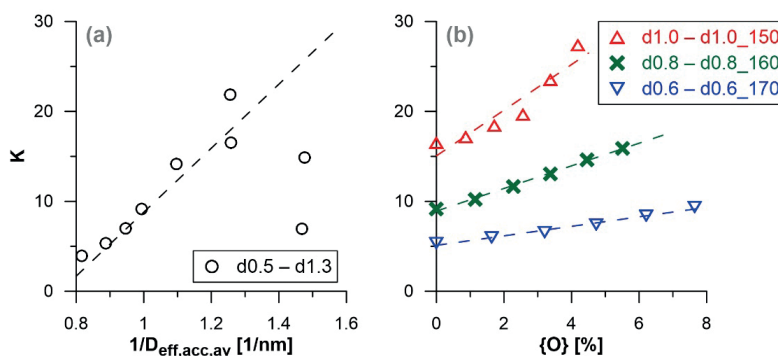 (a)
K
30
20
10
0
0.8 1 1.2 1.4 1.6
1/D_eff,acc,av [1/nm]
d0.5 – d1.3
(b)
30
20
10
0
0 2 4 6 8
{O} [%]
d1.0 – d1.0_150
d0.8 – d0.8_160
d0.6 – d0.6_170